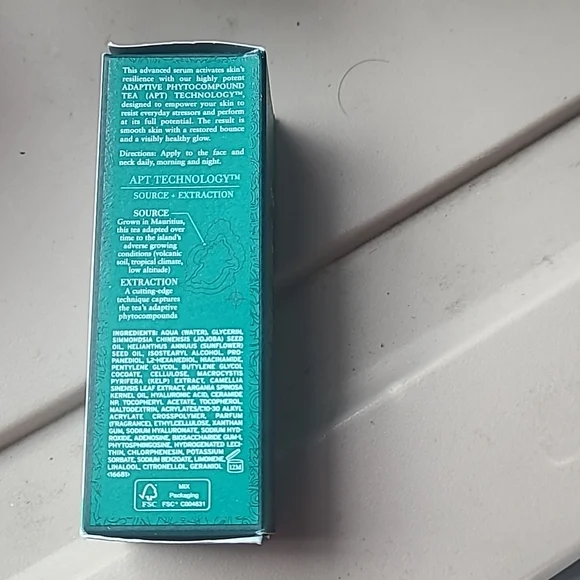 This advanced serum activates skin's
resilience with our highly potent
ADAPTIVE PHYTOCOMPOUND
TEA (APT) TECHNOLOGY™,
designed to empower your skin to
resist everyday stressors and perform
at its full potential. The result is
smooth skin with a restored bounce
and a visibly healthy glow.
Directions: Apply to the face and
neck daily, morning and night.
APT TECHNOLOGY™
SOURCE + EXTRACTION
SOURCE
Grown in Mauritius,
this tea adapted over
time to the island's
adverse growing
conditions (volcanic
soil, tropical climate,
low altitude)
EXTRACTION
A cutting-edge
technique captures
the tea's adaptive
phytocompounds
INGREDIENTS: AQUA (WATER), GLYCERIN,
SIMMONDSIA CHINENSIS (JOJOBA) SEED
OIL, HELIANTHUS ANNUUS (SUNFLOWER)
SEED OIL, ISOSTEARYL ALCOHOL, PRO-
PANEDIOL, 1,2-HEXANEDIOL, NIACINAMIDE,
PENTYLENE GLYCOL, BUTYLENE GLYCOL
COCOATE, CELLULOSE, MACROCYSTIS
PYRIFERA (KELP) EXTRACT, CAMELLIA
SINENSIS LEAF EXTRACT, ARGANIA SPINOSA
KERNEL OIL, HYALURONIC ACID, CERAMIDE
NP, TOCOPHERYL ACETATE, TOCOPHEROL,
MALTODEXTRIN, ACRYLATES/C10-30 ALKYL
ACRYLATE CROSSPOLYMER, PARFUM
(FRAGRANCE), ETHYLCELLULOSE, XANTHAN
GUM, SODIUM HYALURONATE, SODIUM HYD-
ROXIDE, ADENOSINE, BIOSACCHARIDE GUM-1,
PHYTOSPHINGOSINE, HYDROGENATED LECI-
THIN, CHLORPHENESIN, POTASSIUM
SORBATE, SODIUM BENZOATE, LIMONENE,
LINALOOL, CITRONELLOL, GERANIOL
<16681>
12M
MIX
Packaging
FSC
FSC® C004631